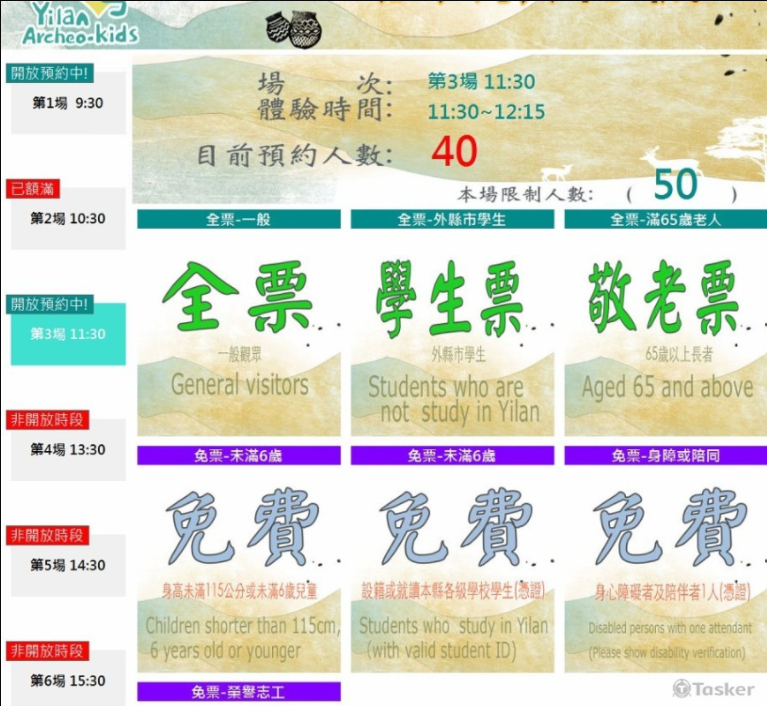 Yilan
Archeo-kids
開放預約中!
第1場 9:30
已額滿
第2場 10:30
開放預約中!
第3場 11:30
非開放時段
第4場 13:30
非開放時段
第5場 14:30
非開放時段
第6場 15:30
場 次: 第3場 11:30
體驗時間: 11:30~12:15
目前預約人數: 40
本場限制人數: ( 50 )
全票-一般
全票
一般觀眾
General visitors
全票-外縣市學生
學生票
外縣市學生
Students who are
not study in Yilan
全票-滿65歲老人
敬老票
65歲以上長者
Aged 65 and above
免票-未滿6歲
免費
身高未滿115公分或未滿6歲兒童
Children shorter than 115cm,
6 years old or younger
免票-未滿6歲
免費
設籍或就讀本縣各級學校學生(憑證)
Students who study in Yilan
(with valid student ID)
免票-身障或陪同
免費
身心障礙者及陪伴者1人(憑證)
Disabled persons with one attendant
(Please show disability verification)
免票-榮譽志工
Tasker